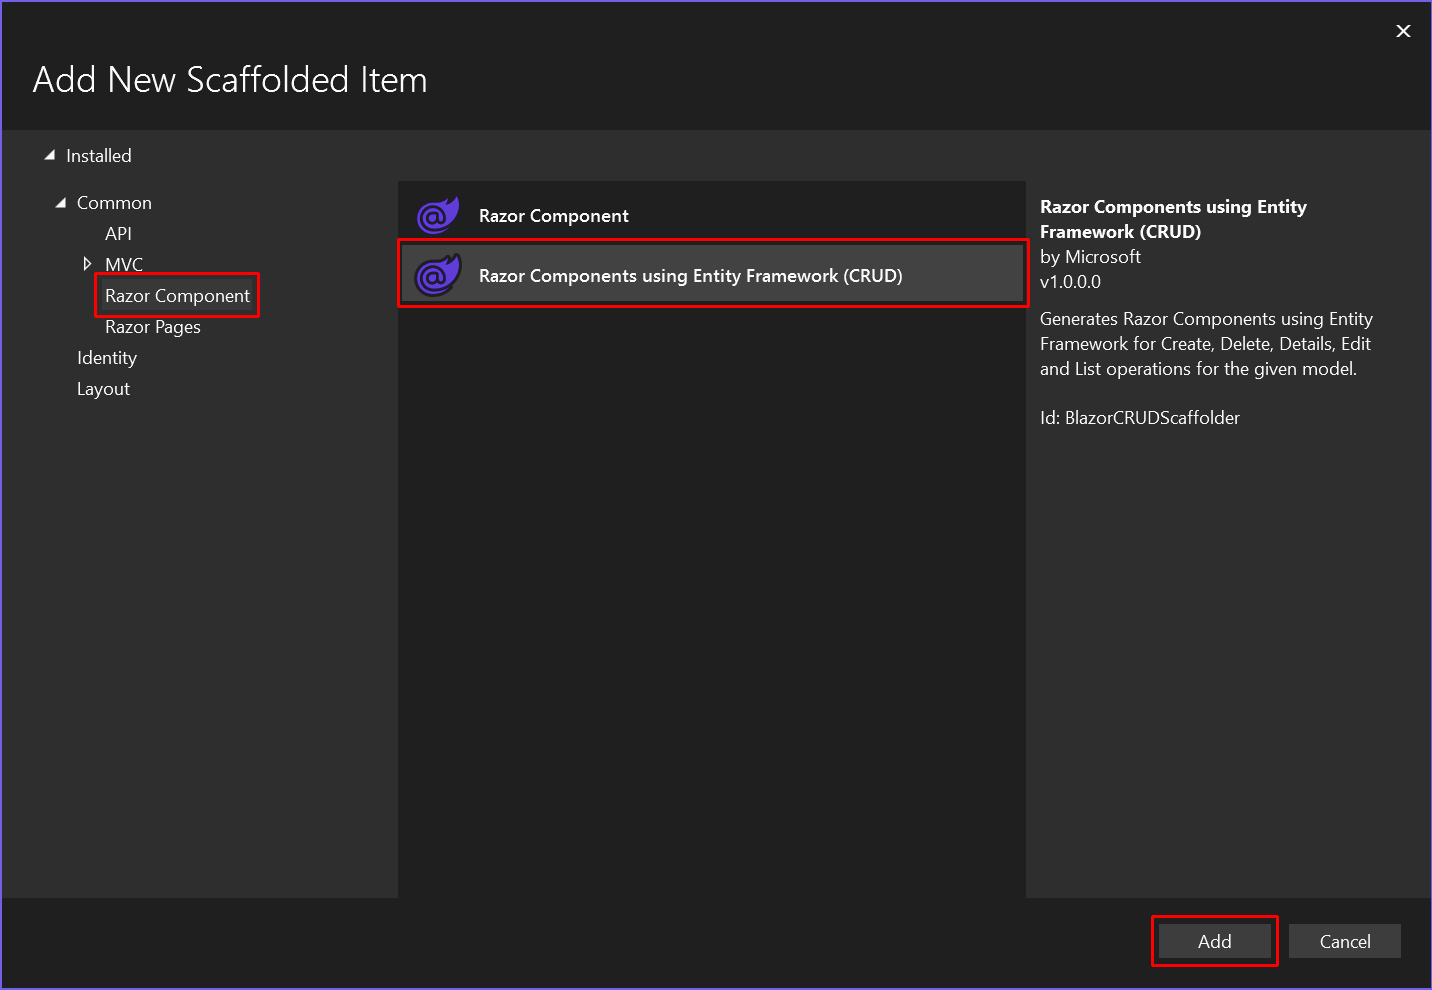 Add New Scaffolded Item
Installed
Common
API
MVC
Razor Component
Razor Pages
Identity
Layout
Razor Component
Razor Components using Entity Framework (CRUD)
Razor Components using Entity
Framework (CRUD)
by Microsoft
v1.0.0.0
Generates Razor Components using Entity
Framework for Create, Delete, Details, Edit
and List operations for the given model.
Id: BlazorCRUDScaffolder
Add
Cancel